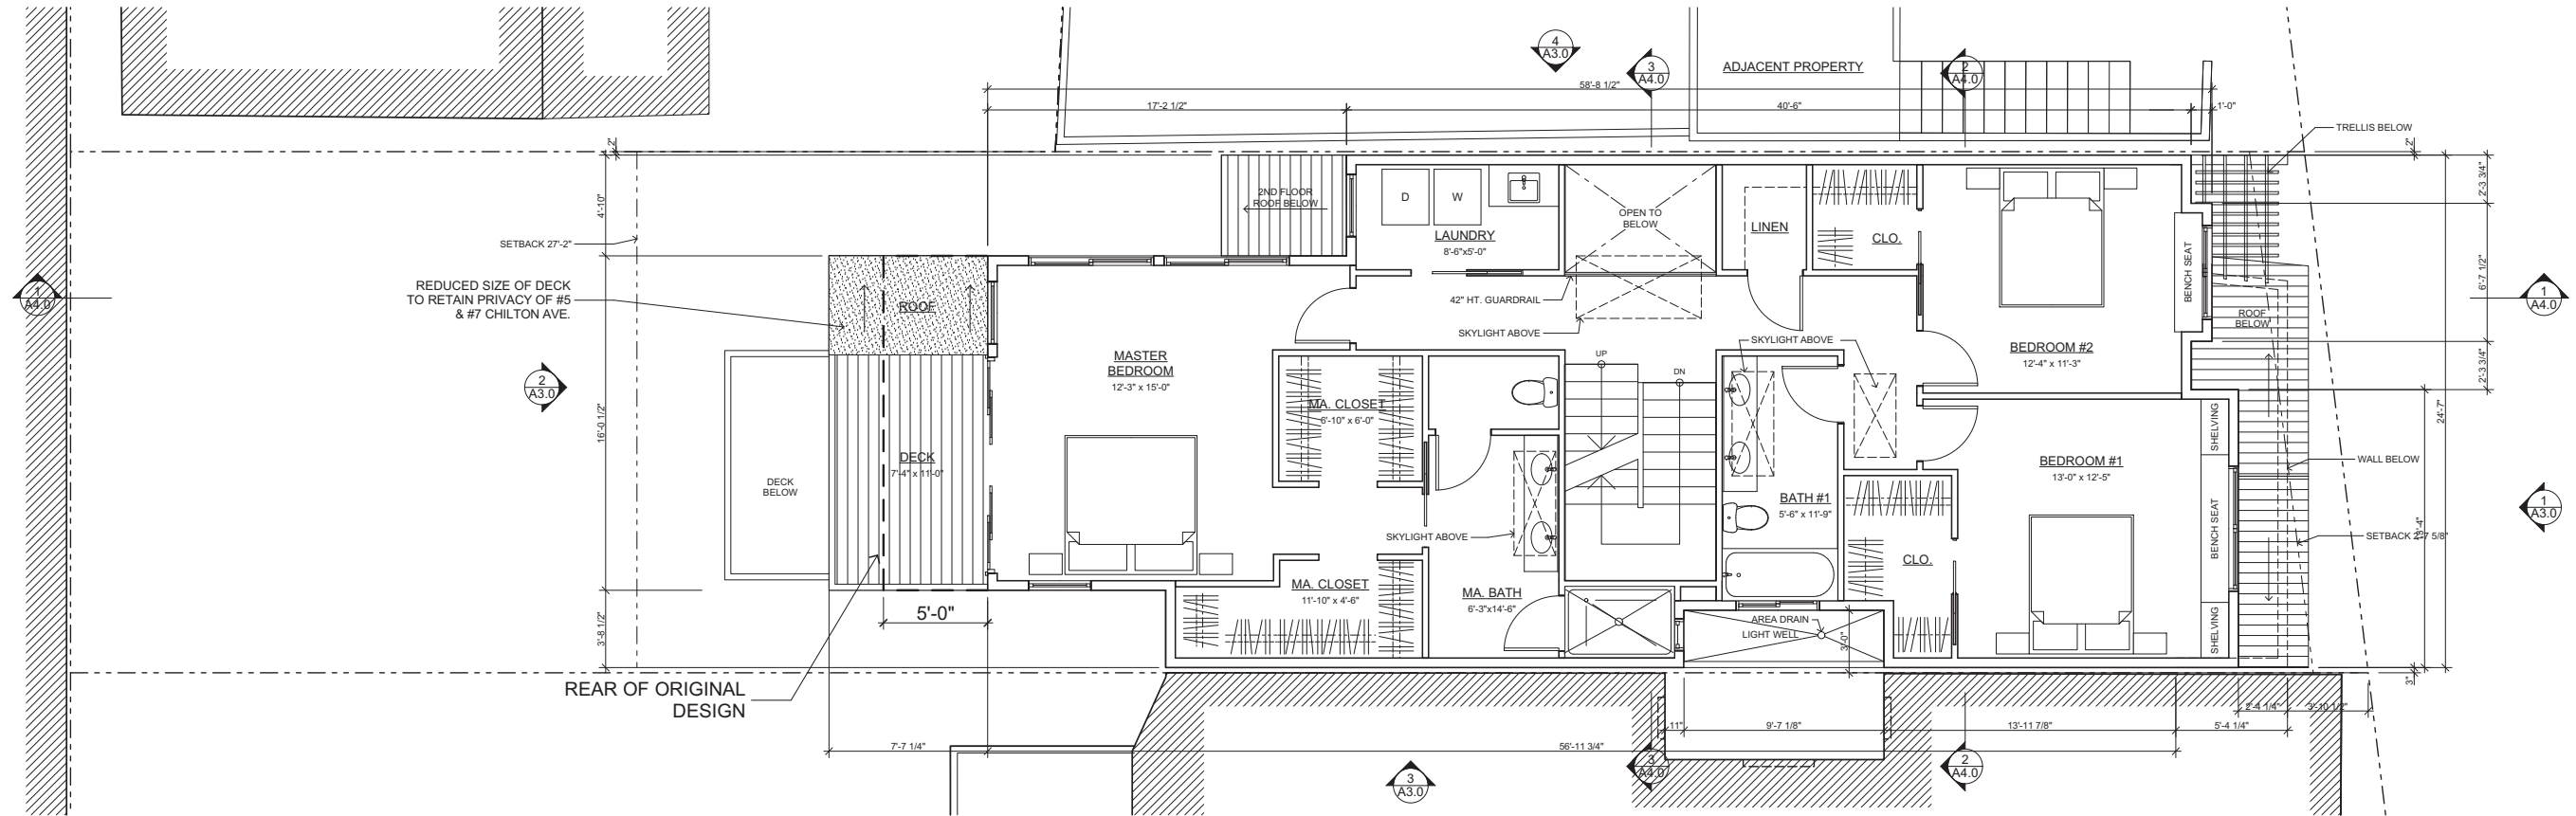 4
A3.0
3
A4.0
2
A4.0
ADJACENT PROPERTY
58'-8 1/2"
17'-2 1/2"
40'-6"
1'-0"
TRELLIS BELOW
2"
2"
4'-10"
2ND FLOOR
ROOF BELOW
SETBACK 27'-2"
D
W
LAUNDRY
8'-6"x5'-0"
OPEN TO
BELOW
LINEN
CLO.
BENCH SEAT
2'-3 3/4"
6'-7 1/2"
2'-3 3/4"
24'-7"
1
A4.0
REDUCED SIZE OF DECK
TO RETAIN PRIVACY OF #5
& #7 CHILTON AVE.
ROOF
42" HT. GUARDRAIL
SKYLIGHT ABOVE
SKYLIGHT ABOVE
ROOF
BELOW
1
A4.0
BEDROOM #2
12'-4" x 11'-3"
MASTER
BEDROOM
12'-3" x 15'-0"
UP
DN
2
A3.0
16'-0 1/2"
MA. CLOSET
6'-10" x 6'-0"
SHELVING
DECK
7'-4" x 11'-0"
BEDROOM #1
13'-0" x 12'-5"
WALL BELOW
DECK
BELOW
BATH #1
5'-6" x 11'-9"
BENCH SEAT
1
A3.0
SKYLIGHT ABOVE
SETBACK 2'-7 5/8"
CLO.
MA. CLOSET
11'-10" x 4'-6"
MA. BATH
6'-3"x14'-6"
5'-0"
3'-8 1/2"
AREA DRAIN
LIGHT WELL
3'-0"
SHELVING
REAR OF ORIGINAL
DESIGN
3"
2'-4 1/4"
3'-10 1/2"
11"
9'-7 1/8"
13'-11 7/8"
5'-4 1/4"
7'-7 1/4"
56'-11 3/4"
3
A3.0
3
A4.0
2
A4.0